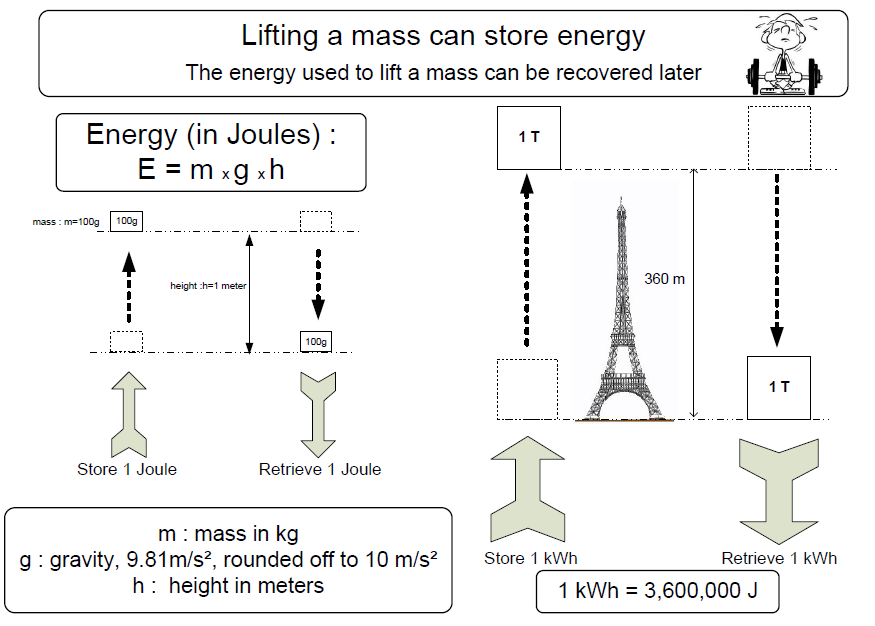 Lifting a mass can store energy
The energy used to lift a mass can be recovered later
Energy (in Joules) :
E = m x g x h
mass : m=100g
100g
height :h=1 meter
100g
Store 1 Joule
Retrieve 1 Joule
m : mass in kg
g : gravity, 9.81m/s², rounded off to 10 m/s²
h :  height in meters
1 T
360 m
1 T
Store 1 kWh
Retrieve 1 kWh
1 kWh = 3,600,000 J